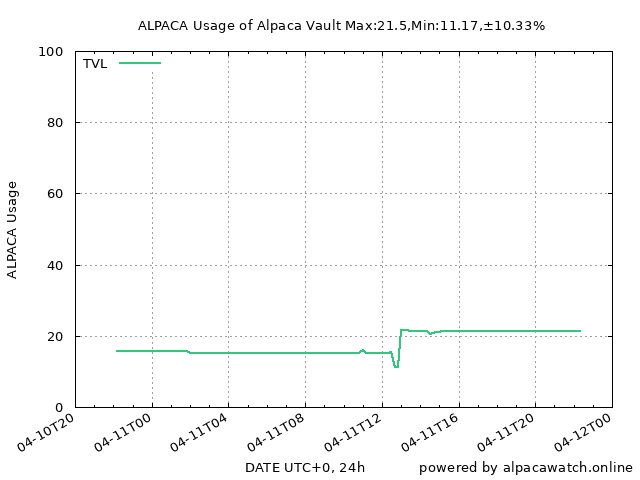 ALPACA Usage of Alpaca Vault Max:21.5,Min:11.17,±10.33%
100
TVL
80
60
40
20
0
ALPACA Usage
04-10T20
04-11T00
04-11T04
04-11T08
04-11T12
04-11T16
04-11T20
04-12T00
DATE UTC+0, 24h
powered by alpacawatch.online